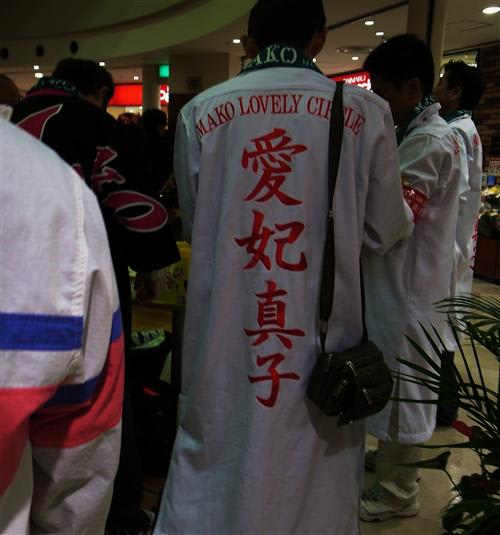 MAKO
MAKO LOVELY CIRCLE
愛
妃
真
子